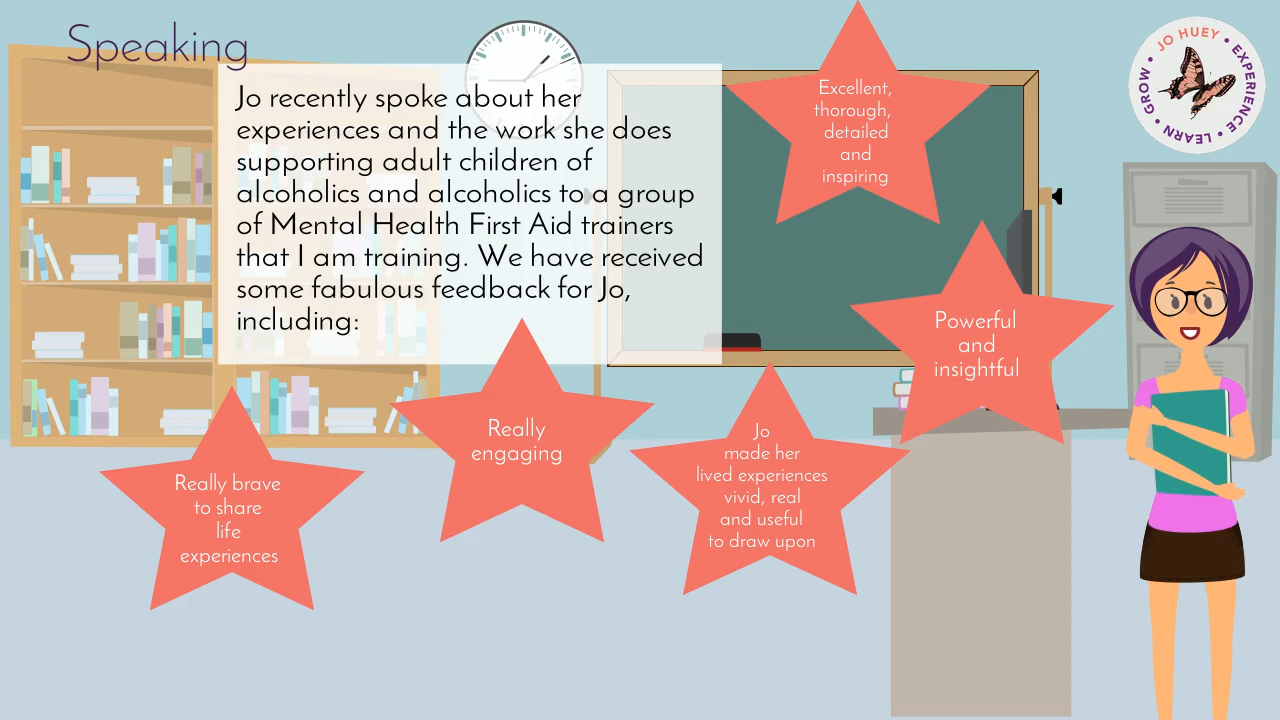 Speaking
Jo recently spoke about her
experiences and the work she does
supporting adult children of
alcoholics and alcoholics to a group
of Mental Health First Aid trainers
that I am training. We have received
some fabulous feedback for Jo,
including:
Excellent,
thorough,
detailed
and
inspiring
Powerful
and
insightful
Really
engaging
Jo
made her
lived experiences
vivid, real
and useful
to draw upon
Really brave
to share
life
experiences
JO HUEY • EXPERIENCE • LEARN • GROW •